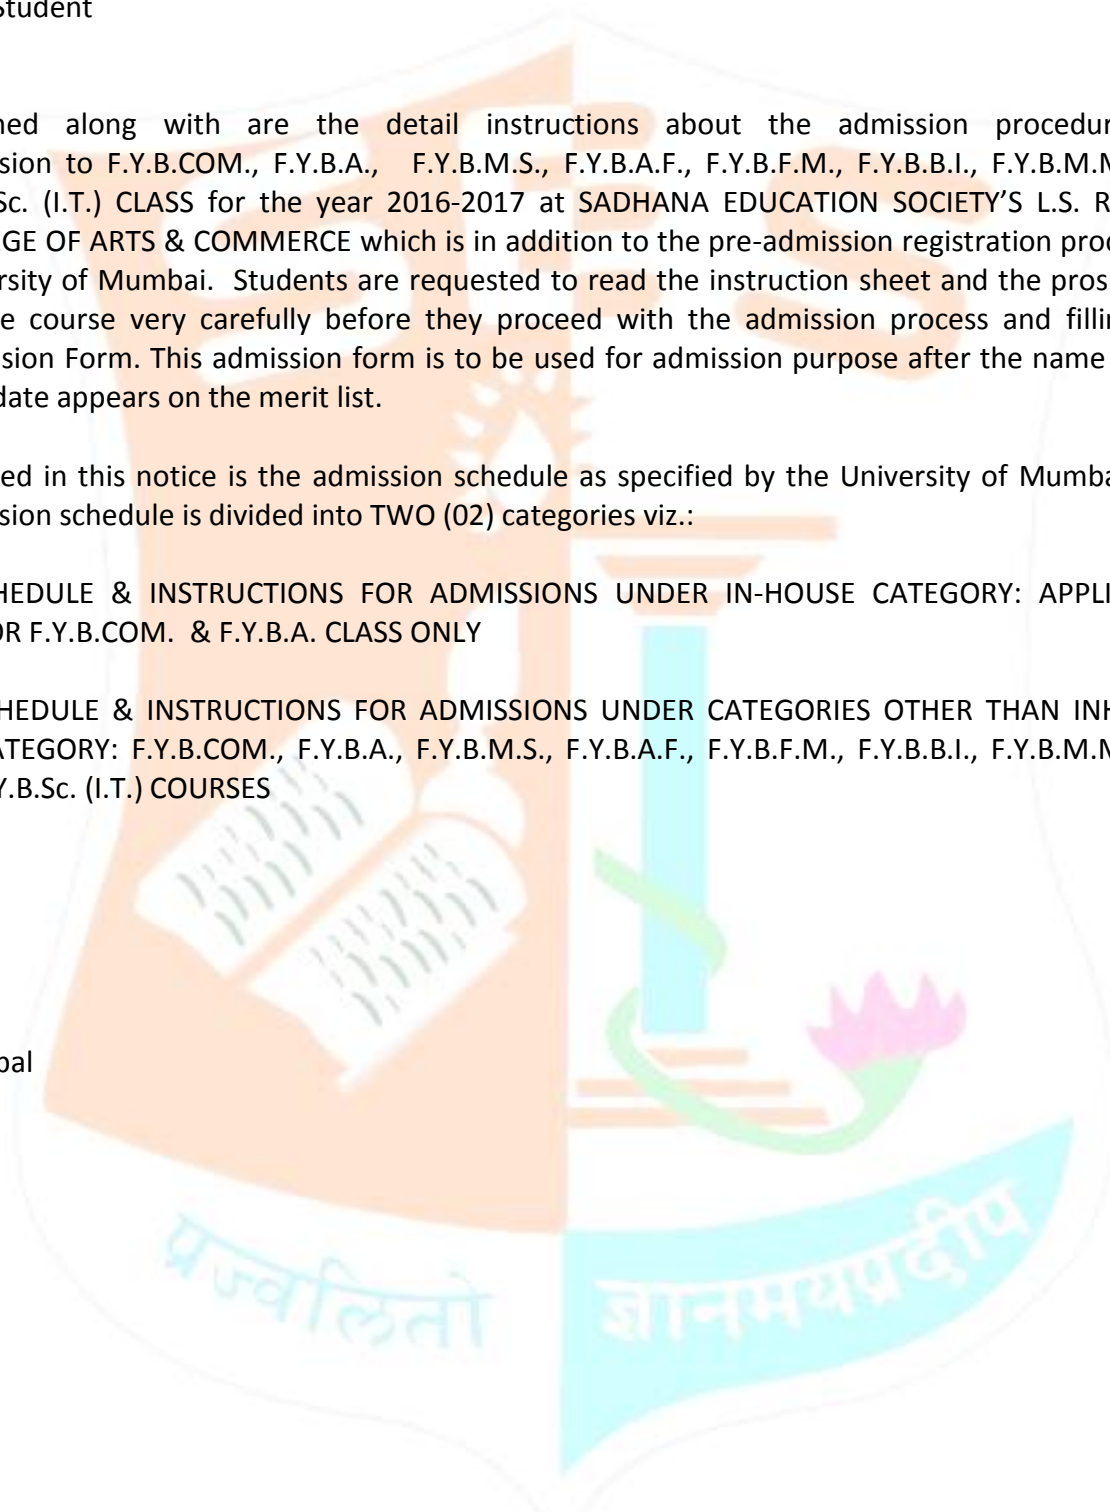 Student
ned along with are the detail instructions about the admission procedur
sion to F.Y.B.COM., F.Y.B.A., F.Y.B.M.S., F.Y.B.A.F., F.Y.B.F.M., F.Y.B.B.I., F.Y.B.M.M
Sc. (I.T.) CLASS for the year 2016-2017 at SADHANA EDUCATION SOCIETY’S L.S. R
GE OF ARTS & COMMERCE which is in addition to the pre-admission registration proc
rsity of Mumbai. Students are requested to read the instruction sheet and the pros
e course very carefully before they proceed with the admission process and fillin
sion Form. This admission form is to be used for admission purpose after the name
date appears on the merit list.
ed in this notice is the admission schedule as specified by the University of Mumba
sion schedule is divided into TWO (02) categories viz.:
HEDULE & INSTRUCTIONS FOR ADMISSIONS UNDER IN-HOUSE CATEGORY: APPLI
OR F.Y.B.COM. & F.Y.B.A. CLASS ONLY
HEDULE & INSTRUCTIONS FOR ADMISSIONS UNDER CATEGORIES OTHER THAN INH
ATEGORY: F.Y.B.COM., F.Y.B.A., F.Y.B.M.S., F.Y.B.A.F., F.Y.B.F.M., F.Y.B.B.I., F.Y.B.M.M
Y.B.Sc. (I.T.) COURSES
pal
SES
प्रज्वलितो ज्ञानमयप्रदीप